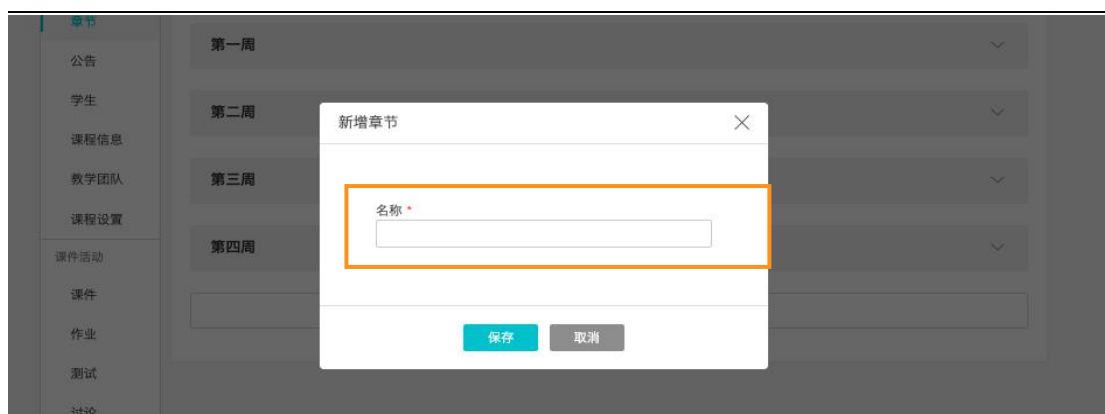 章节
公告
学生
课程信息
教学团队
课程设置
课件活动
课件
作业
测试
讨论
第一周
第二周
第三周
第四周
新增章节
名称 *
保存
取消